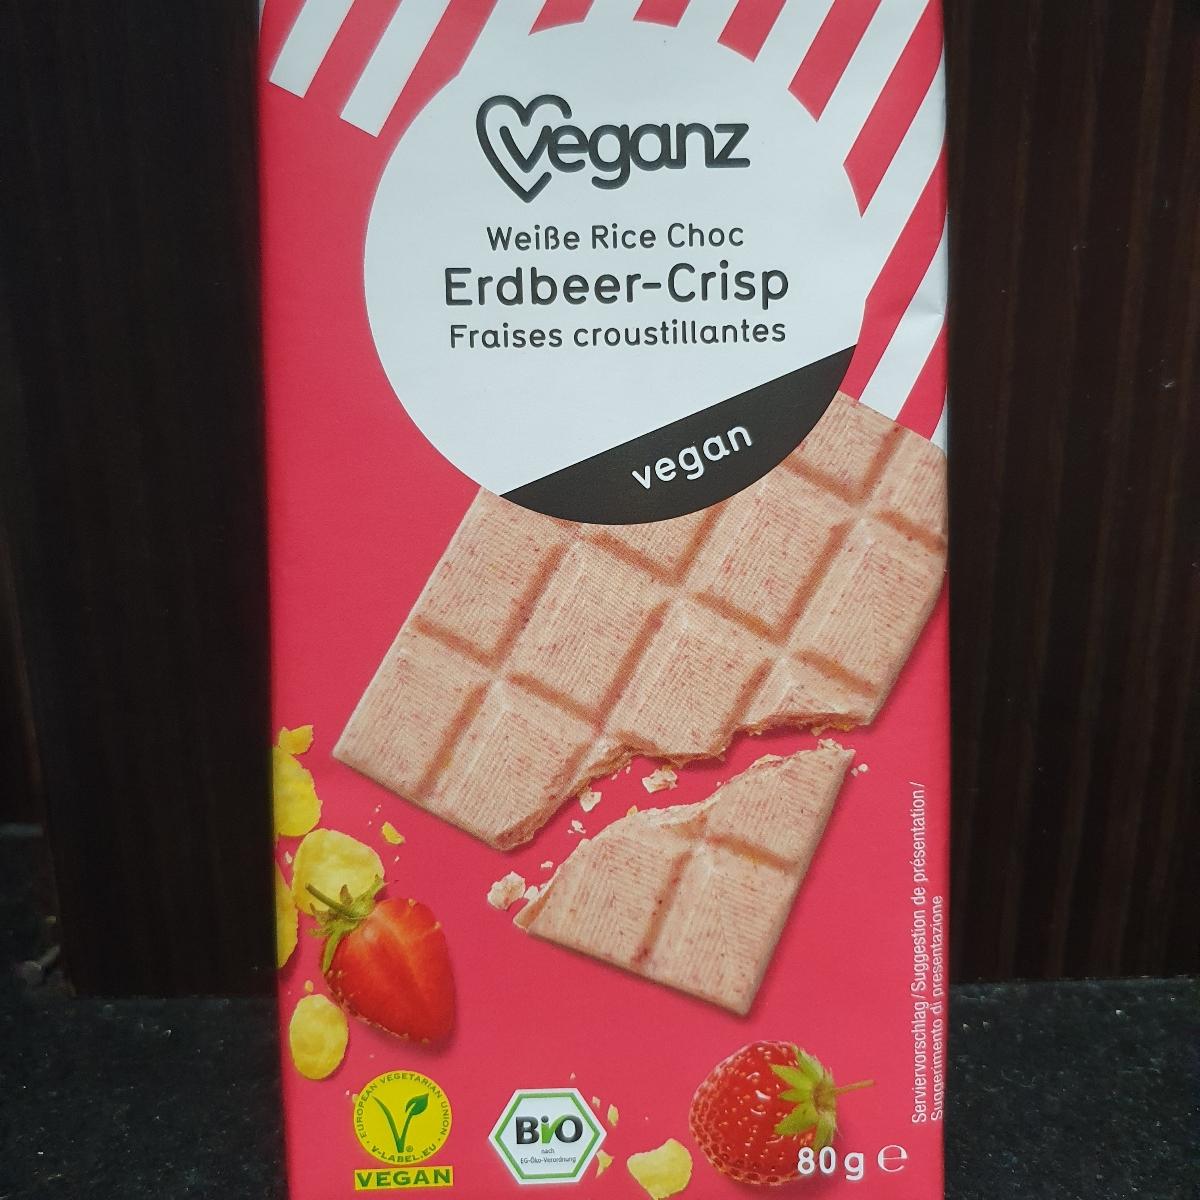 veganz
Weiße Rice Choc
Erdbeer-Crisp
Fraises croustillantes
vegan
Serviervorschlag / Suggestion de présentation /
Suggerimento di presentazione
EUROPEAN VEGETARIAN UNION
V-LABEL.EU
VEGAN
BiO
nach
EG-Öko-Verordnung
80 g ℮